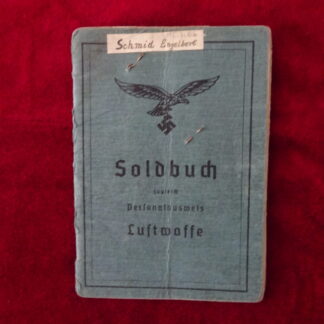 Schmid Engelbert
Soldbuch
zugleich
Personalausweis
Luftwaffe